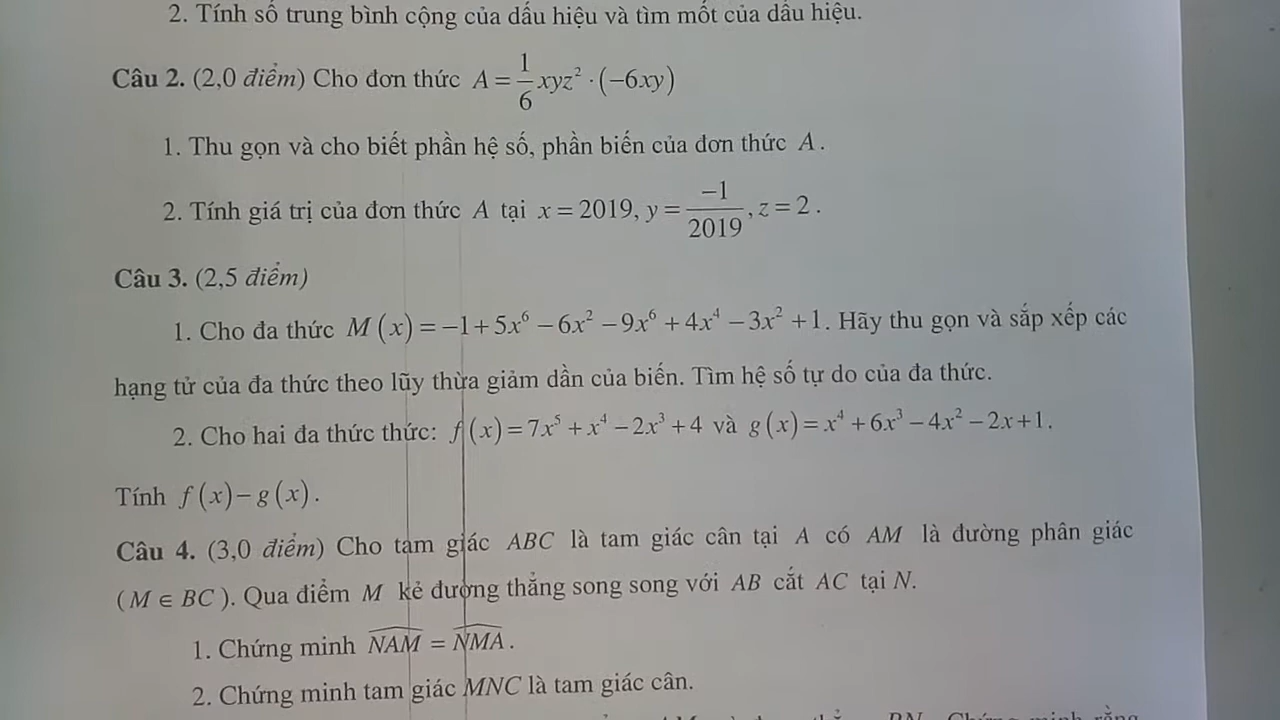 2. Tính số trung bình cộng của dấu hiệu và tìm mốt của dấu hiệu.
Câu 2. (2,0 điểm) Cho đơn thức A = 1/6 xyz² · (−6xy)
1. Thu gọn và cho biết phần hệ số, phần biến của đơn thức A.
2. Tính giá trị của đơn thức A tại x = 2019, y = −1/2019, z = 2.
Câu 3. (2,5 điểm)
1. Cho đa thức M(x) = −1 + 5x⁶ − 6x² − 9x⁶ + 4x⁴ − 3x² + 1. Hãy thu gọn và sắp xếp các
hạng tử của đa thức theo lũy thừa giảm dần của biến. Tìm hệ số tự do của đa thức.
2. Cho hai đa thức thức: f(x) = 7x⁵ + x⁴ − 2x³ + 4 và g(x) = x⁴ + 6x³ − 4x² − 2x + 1.
Tính f(x) − g(x).
Câu 4. (3,0 điểm) Cho tam giác ABC là tam giác cân tại A có AM là đường phân giác
(M ∈ BC). Qua điểm M kẻ đường thẳng song song với AB cắt AC tại N.
1. Chứng minh \widehat{NAM} = \widehat{NMA}.
2. Chứng minh tam giác MNC là tam giác cân.
BN. Chứng minh rằng